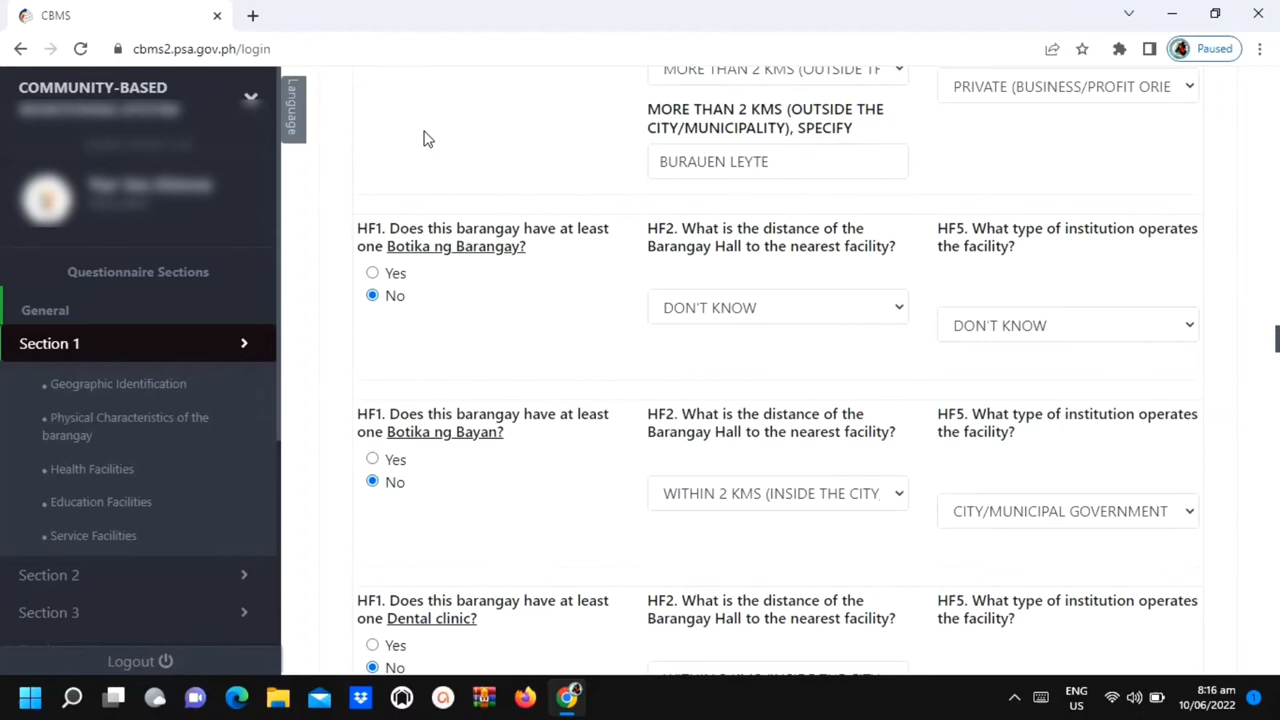 CBMS
cbms2.psa.gov.ph/login
Paused
COMMUNITY-BASED
Language
Questionnaire Sections
General
Section 1
Geographic Identification
Physical Characteristics of the
barangay
Health Facilities
Education Facilities
Service Facilities
Section 2
Section 3
Logout
MORE THAN 2 KMS (OUTSIDE TH
PRIVATE (BUSINESS/PROFIT ORIE
MORE THAN 2 KMS (OUTSIDE THE
CITY/MUNICIPALITY), SPECIFY
BURAUEN LEYTE
HF1. Does this barangay have at least
one Botika ng Barangay?
Yes
No
HF2. What is the distance of the
Barangay Hall to the nearest facility?
DON'T KNOW
HF5. What type of institution operates
the facility?
DON'T KNOW
HF1. Does this barangay have at least
one Botika ng Bayan?
Yes
No
HF2. What is the distance of the
Barangay Hall to the nearest facility?
WITHIN 2 KMS (INSIDE THE CITY,
HF5. What type of institution operates
the facility?
CITY/MUNICIPAL GOVERNMENT
HF1. Does this barangay have at least
one Dental clinic?
Yes
No
HF2. What is the distance of the
Barangay Hall to the nearest facility?
HF5. What type of institution operates
the facility?
ENG
US
8:16 am
10/06/2022
1